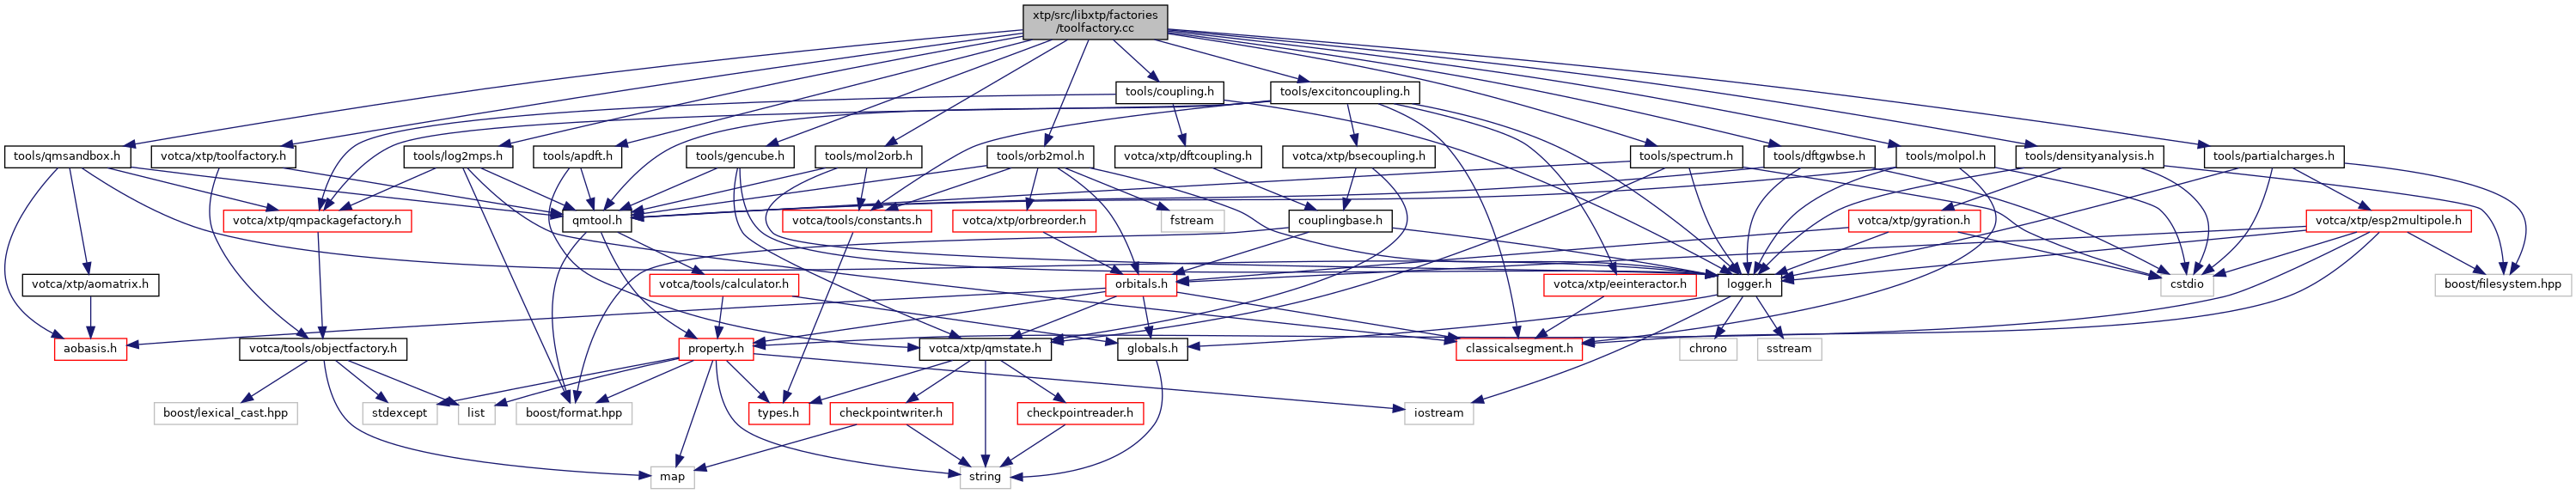 xtp/src/libxtp/factories
/toolfactory.cc
tools/coupling.h
tools/excitoncoupling.h
tools/qmsandbox.h
votca/xtp/toolfactory.h
tools/log2mps.h
tools/apdft.h
tools/gencube.h
tools/mol2orb.h
tools/orb2mol.h
votca/xtp/dftcoupling.h
votca/xtp/bsecoupling.h
tools/spectrum.h
tools/dftgwbse.h
tools/molpol.h
tools/densityanalysis.h
tools/partialcharges.h
votca/xtp/qmpackagefactory.h
qmtool.h
votca/tools/constants.h
votca/xtp/orbreorder.h
fstream
couplingbase.h
votca/xtp/gyration.h
votca/xtp/esp2multipole.h
votca/xtp/aomatrix.h
votca/tools/calculator.h
orbitals.h
votca/xtp/eeinteractor.h
logger.h
cstdio
boost/filesystem.hpp
aobasis.h
votca/tools/objectfactory.h
property.h
votca/xtp/qmstate.h
globals.h
classicalsegment.h
chrono
sstream
boost/lexical_cast.hpp
stdexcept
list
boost/format.hpp
types.h
checkpointwriter.h
checkpointreader.h
iostream
map
string